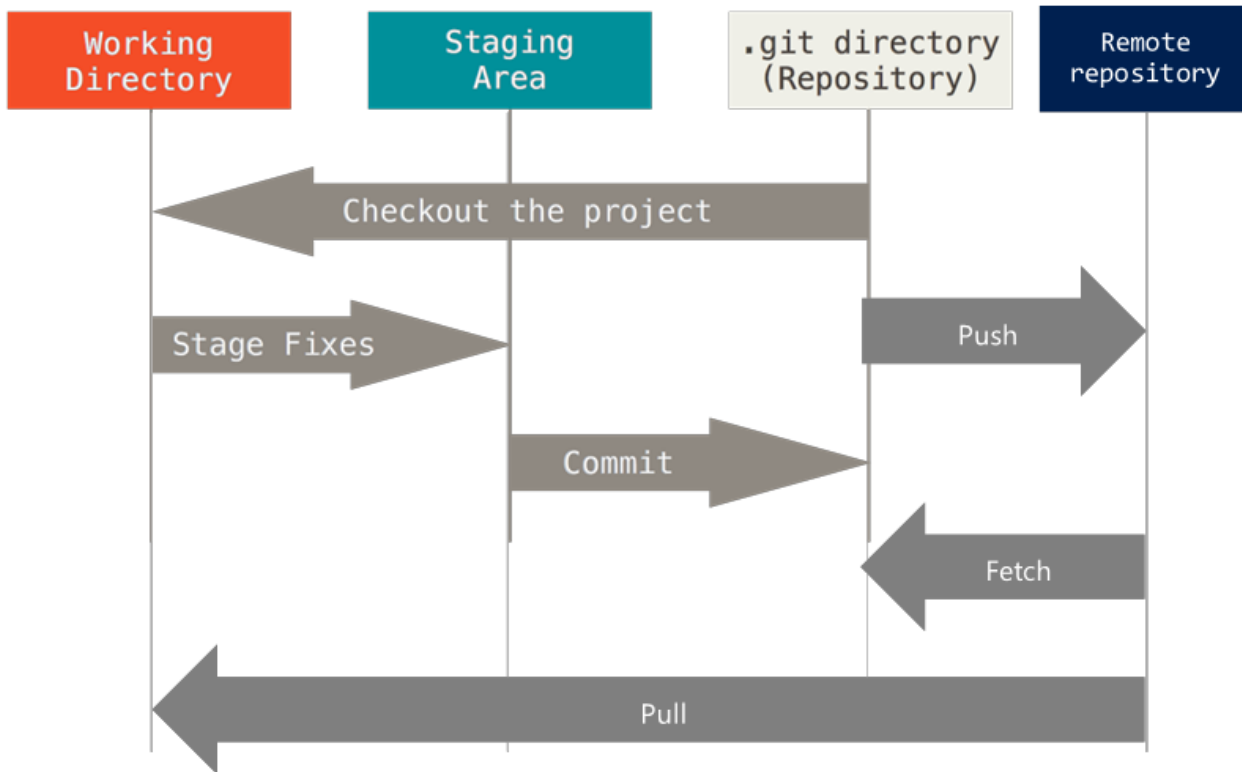 Working
Directory
Staging
Area
.git directory
(Repository)
Remote
repository
Checkout the project
Stage Fixes
Push
Commit
Fetch
Pull